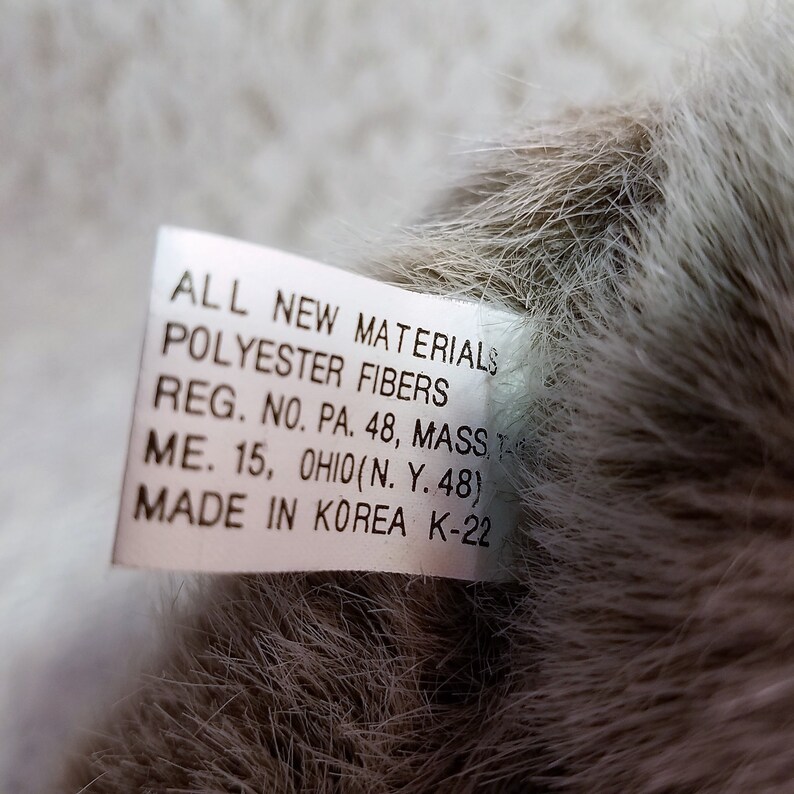 ALL NEW MATERIALS
POLYESTER FIBERS
REG. NO. PA. 48, MASS.
ME. 15, OHIO(N. Y. 48)
MADE IN KOREA K-22